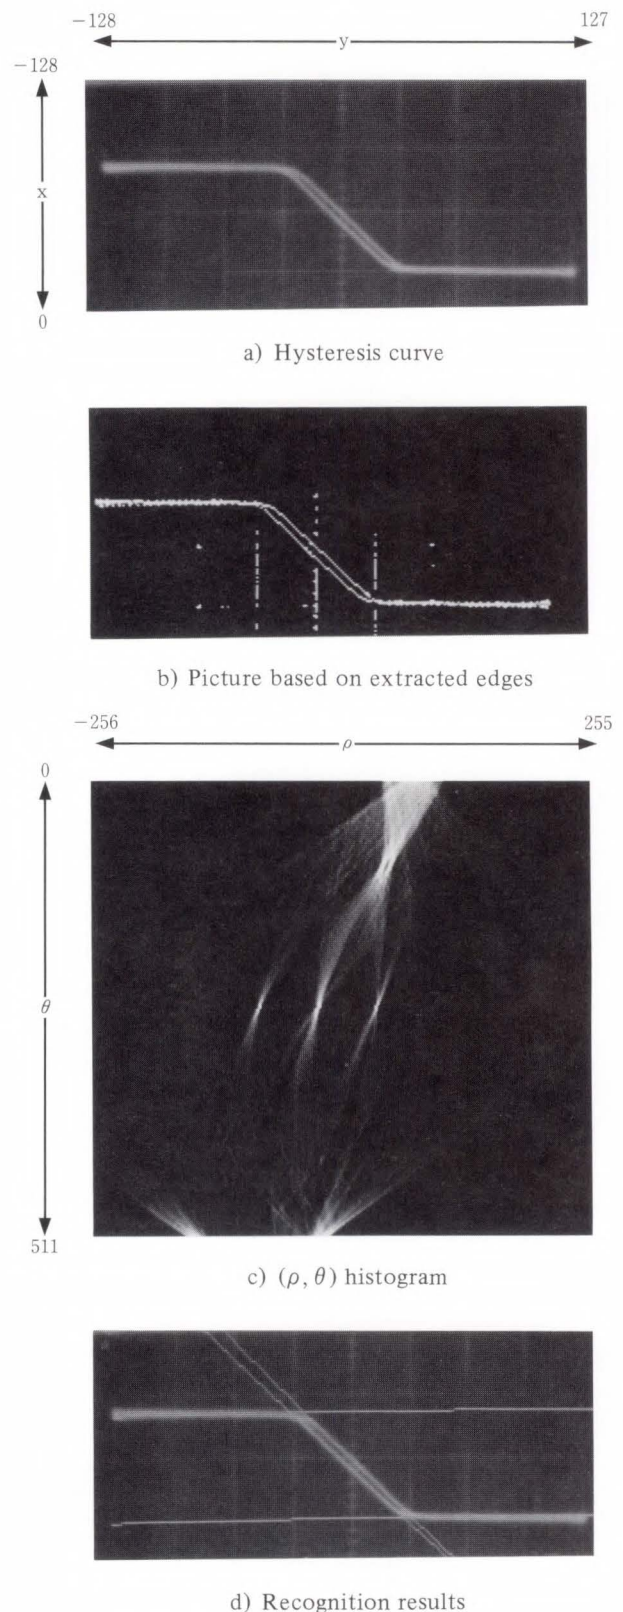 −128 127
y
−128
x
0
a) Hysteresis curve
b) Picture based on extracted edges
−256 255
ρ
0
θ
511
c) (ρ, θ) histogram
d) Recognition results